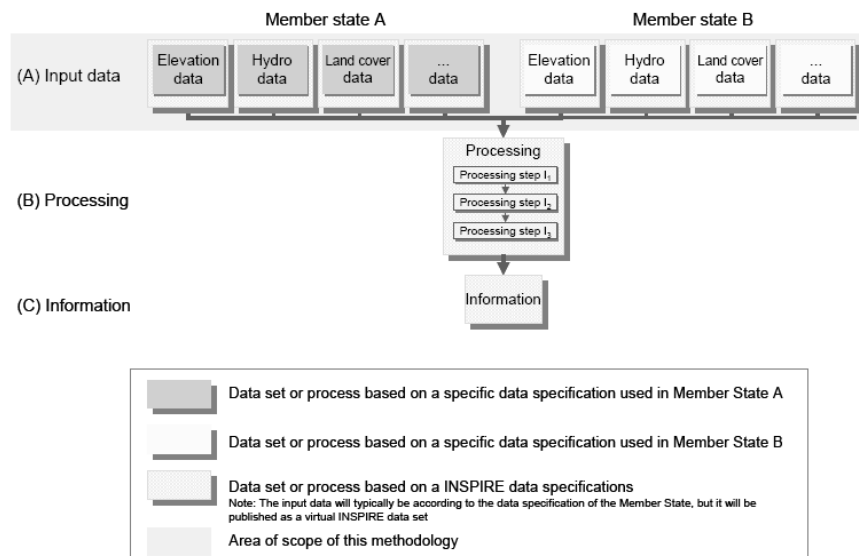 Member state A
Member state B
(A) Input data
Elevation
data
Hydro
data
Land cover
data
...
data
Elevation
data
Hydro
data
Land cover
data
...
data
Processing
Processing step I1
Processing step I2
Processing step I3
(B) Processing
Information
(C) Information
Data set or process based on a specific data specification used in Member State A
Data set or process based on a specific data specification used in Member State B
Data set or process based on a INSPIRE data specifications
Note: The input data will typically be according to the data specification of the Member State, but it will be
published as a virtual INSPIRE data set
Area of scope of this methodology